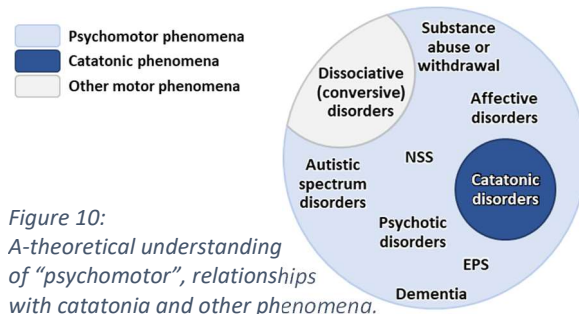 Psychomotor phenomena
Catatonic phenomena
Other motor phenomena
Substance
abuse or
withdrawal
Dissociative
(conversive)
disorders
Affective
disorders
NSS
Autistic
spectrum
disorders
Catatonic
disorders
Psychotic
disorders
EPS
Dementia
Figure 10:
A-theoretical understanding
of “psychomotor”, relationships
with catatonia and other phenomena.